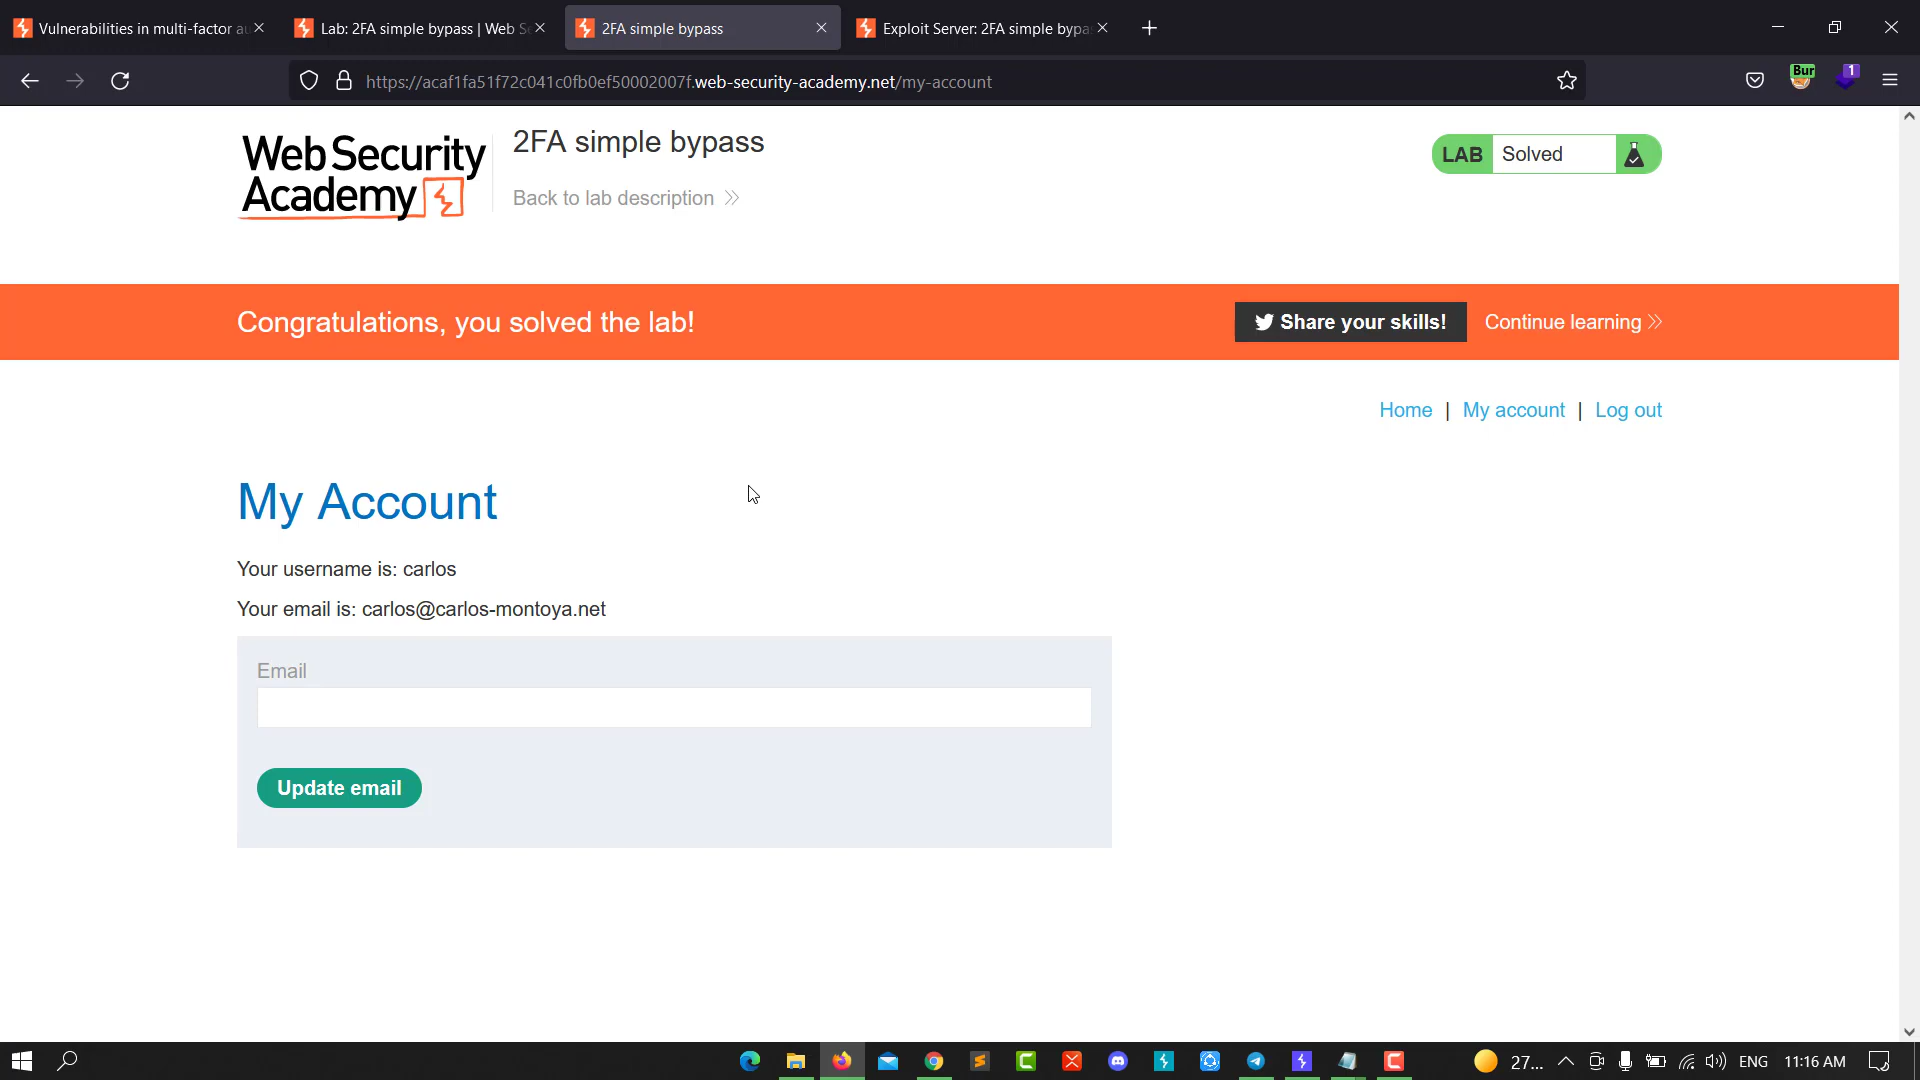 Vulnerabilities in multi-factor au
Lab: 2FA simple bypass | Web Se
2FA simple bypass
Exploit Server: 2FA simple bypa
https://acaf1fa51f72c041c0fb0ef50002007f.web-security-academy.net/my-account
Bur
1
WebSecurity
Academy
2FA simple bypass
Back to lab description
LAB Solved
Congratulations, you solved the lab!
Share your skills!
Continue learning
Home | My account | Log out
My Account
Your username is: carlos
Your email is: carlos@carlos-montoya.net
Email
Update email
27...
ENG
11:16 AM